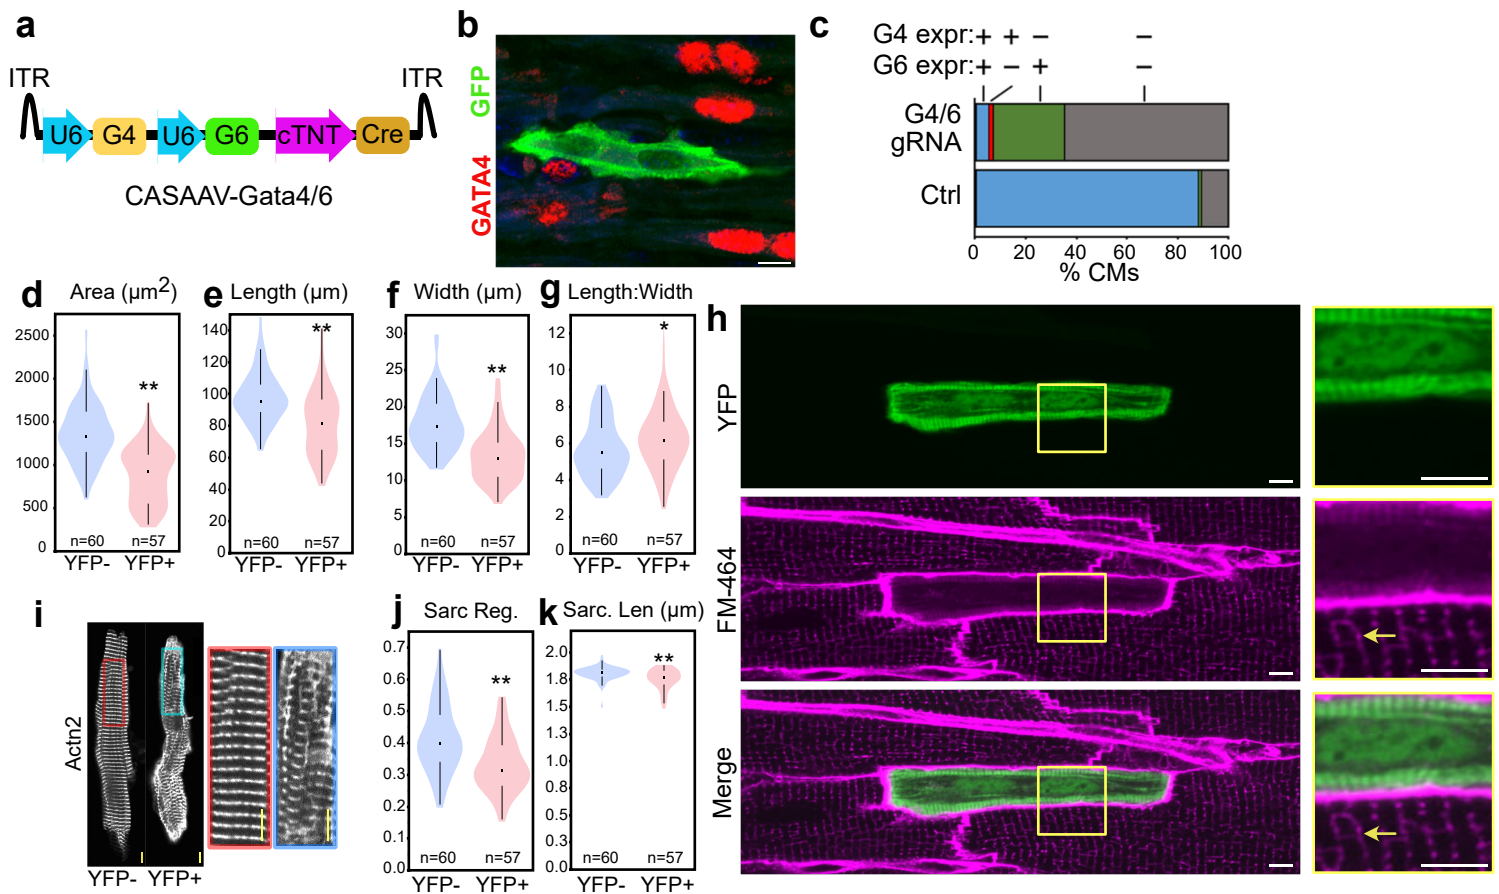 a
ITR
ITR
U6
G4
U6
G6
cTNT
Cre
CASAAV-Gata4/6
b
GFP
GATA4
c
G4 expr: + + − −
G6 expr: + − + −
G4/6
gRNA
Ctrl
0 20 40 60 80 100
% CMs
d
Area (µm2)
2500
2000
1500
1000
500
0
n=60 n=57
YFP- YFP+
**
e
Length (µm)
140
120
100
80
60
40
20
0
n=60 n=57
YFP- YFP+
**
f
Width (µm)
30
25
20
15
10
5
0
n=60 n=57
YFP- YFP+
**
g
Length:Width
12
10
8
6
4
2
0
n=60 n=57
YFP- YFP+
*
h
YFP
FM-464
Merge
i
Actn2
YFP- YFP+
j
Sarc Reg.
0.7
0.6
0.5
0.4
0.3
0.2
0.1
0.0
n=60 n=57
YFP- YFP+
**
k
Sarc. Len (µm)
2.0
1.8
1.5
1.3
1.0
0.8
0.5
0.3
0.0
n=60 n=57
YFP- YFP+
**